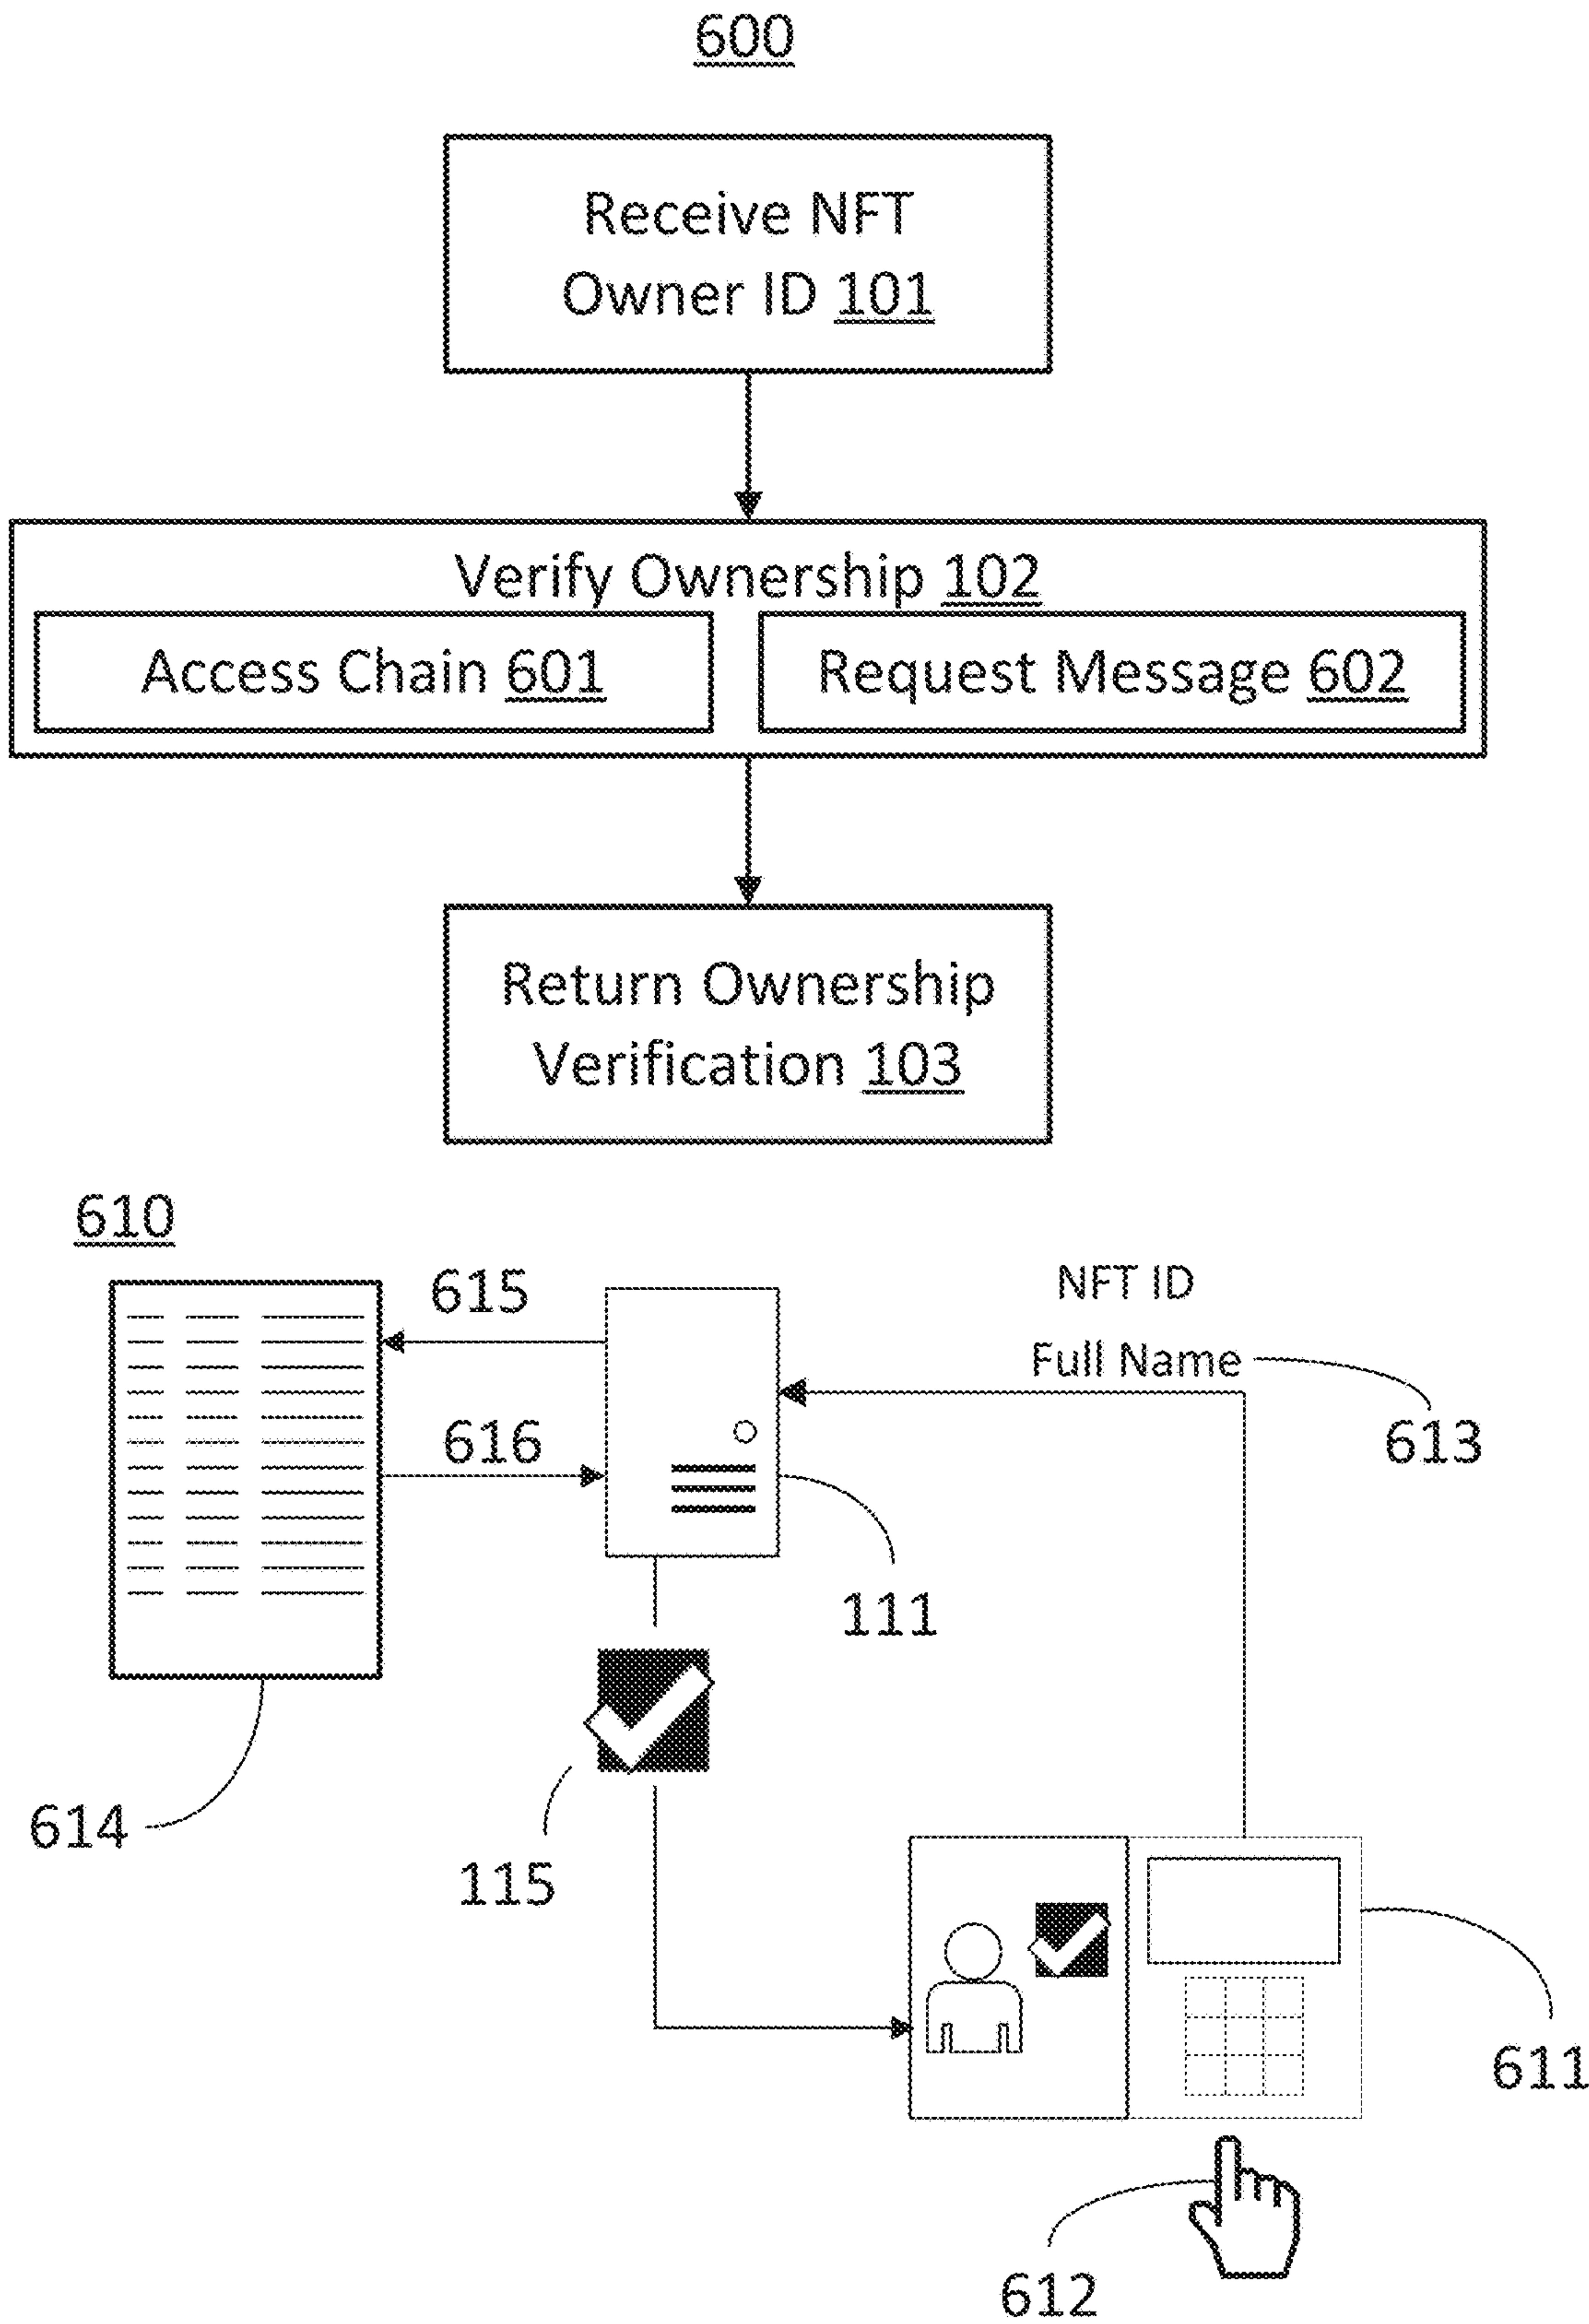 600
Receive NFT
Owner ID 101
Verify Ownership 102
Access Chain 601
Request Message 602
Return Ownership
Verification 103
610
615
NFT ID
Full Name
616
613
111
614
115
611
612